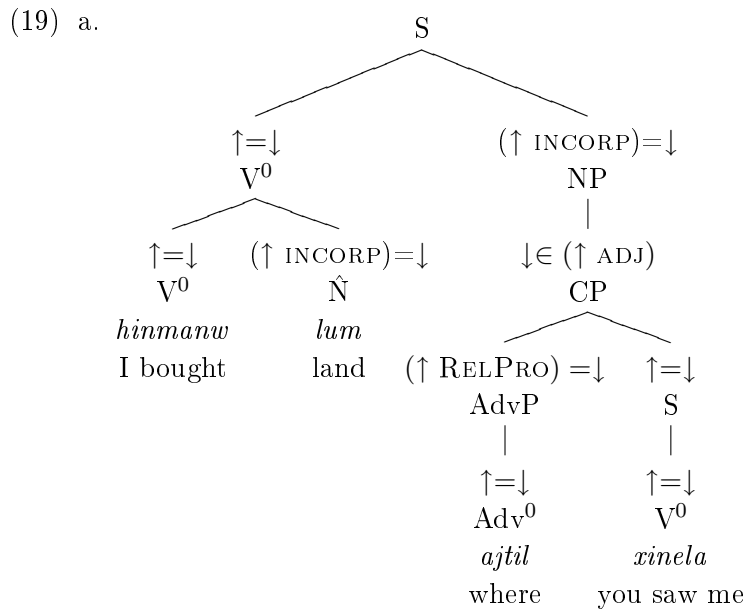 (19) a.
S
↑=↓ (↑ INCORP)=↓
V⁰ NP
↑=↓ (↑ INCORP)=↓ ↓∈ (↑ ADJ)
V⁰ N̂ CP
hinmanw lum
I bought land (↑ RELPRO) =↓ ↑=↓
AdvP S
↑=↓ ↑=↓
Adv⁰ V⁰
ajtil xinela
where you saw me